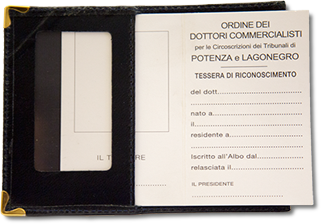 IL TITOLARE
ORDINE DEI
DOTTORI COMMERCIALISTI
per le Circoscrizioni dei Tribunali di
POTENZA e LAGONEGRO
TESSERA DI RICONOSCIMENTO
del dott.
nato a
il
residente a
Iscritto all'Albo dal
relasciata il
IL PRESIDENTE